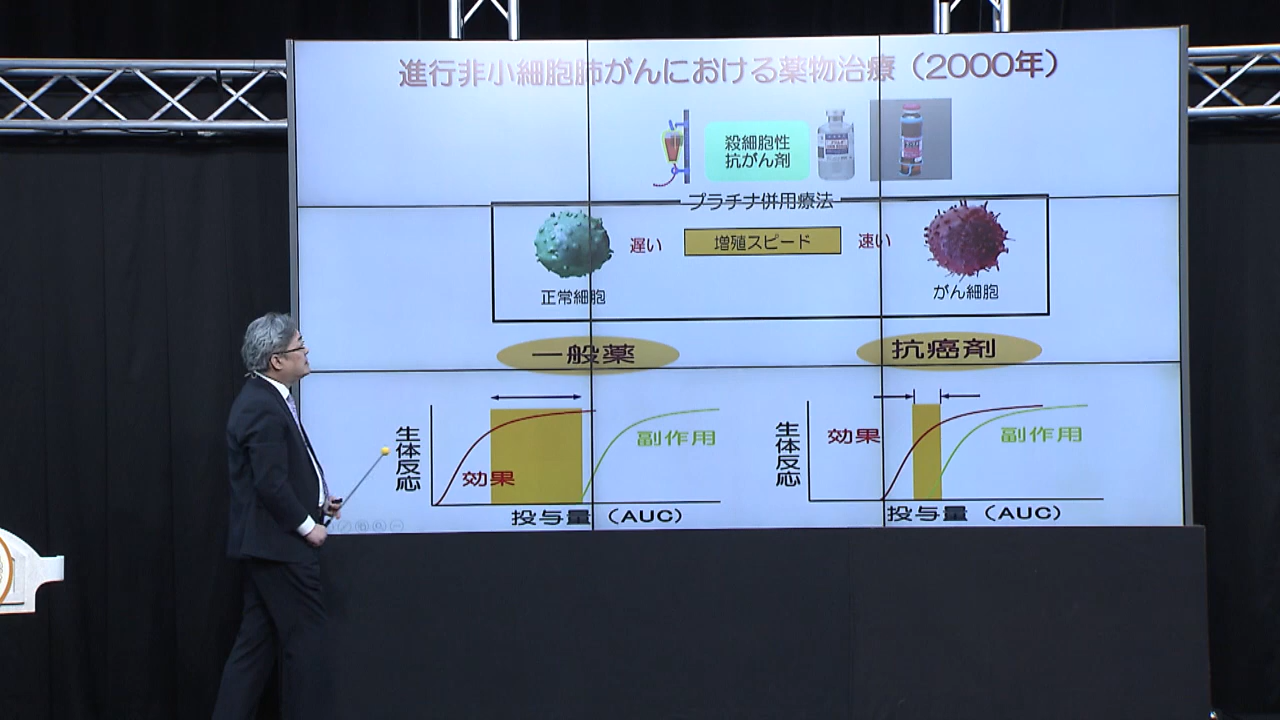 進行非小細胞肺がんにおける薬物治療（2000年）
殺細胞性
抗がん剤
プラチナ併用療法
遅い
増殖スピード
速い
正常細胞
がん細胞
一般薬
抗癌剤
生体反応
効果
副作用
投与量（AUC）
生体反応
効果
副作用
投与量（AUC）